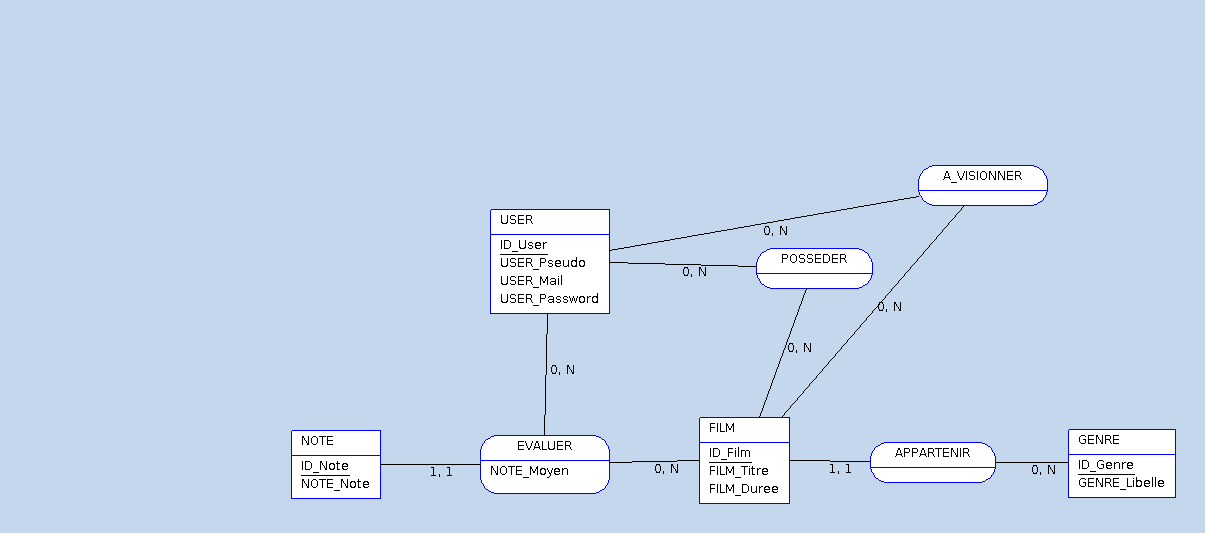 A_VISIONNER
USER
0, N
ID_User
USER_Pseudo
USER_Mail
USER_Password
POSSEDER
0, N
0, N
0, N
0, N
NOTE
ID_Note
NOTE_Note
1, 1
EVALUER
NOTE_Moyen
0, N
FILM
ID_Film
FILM_Titre
FILM_Duree
1, 1
APPARTENIR
0, N
GENRE
ID_Genre
GENRE_Libelle